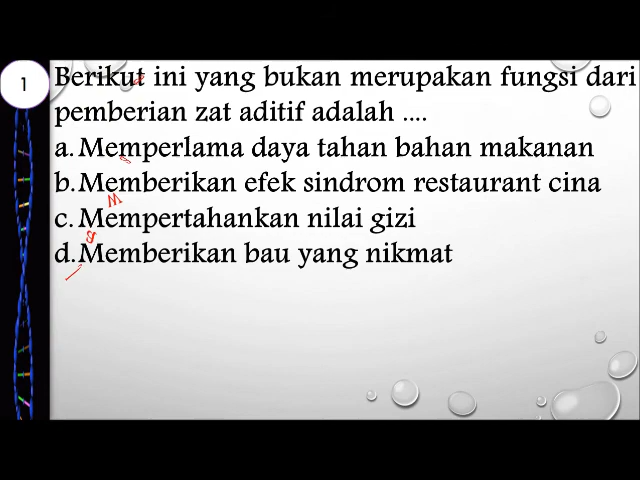 1
Berikut ini yang bukan merupakan fungsi dari
pemberian zat aditif adalah ....
a. Memperlama daya tahan bahan makanan
b. Memberikan efek sindrom restaurant cina
c. Mempertahankan nilai gizi
d. Memberikan bau yang nikmat